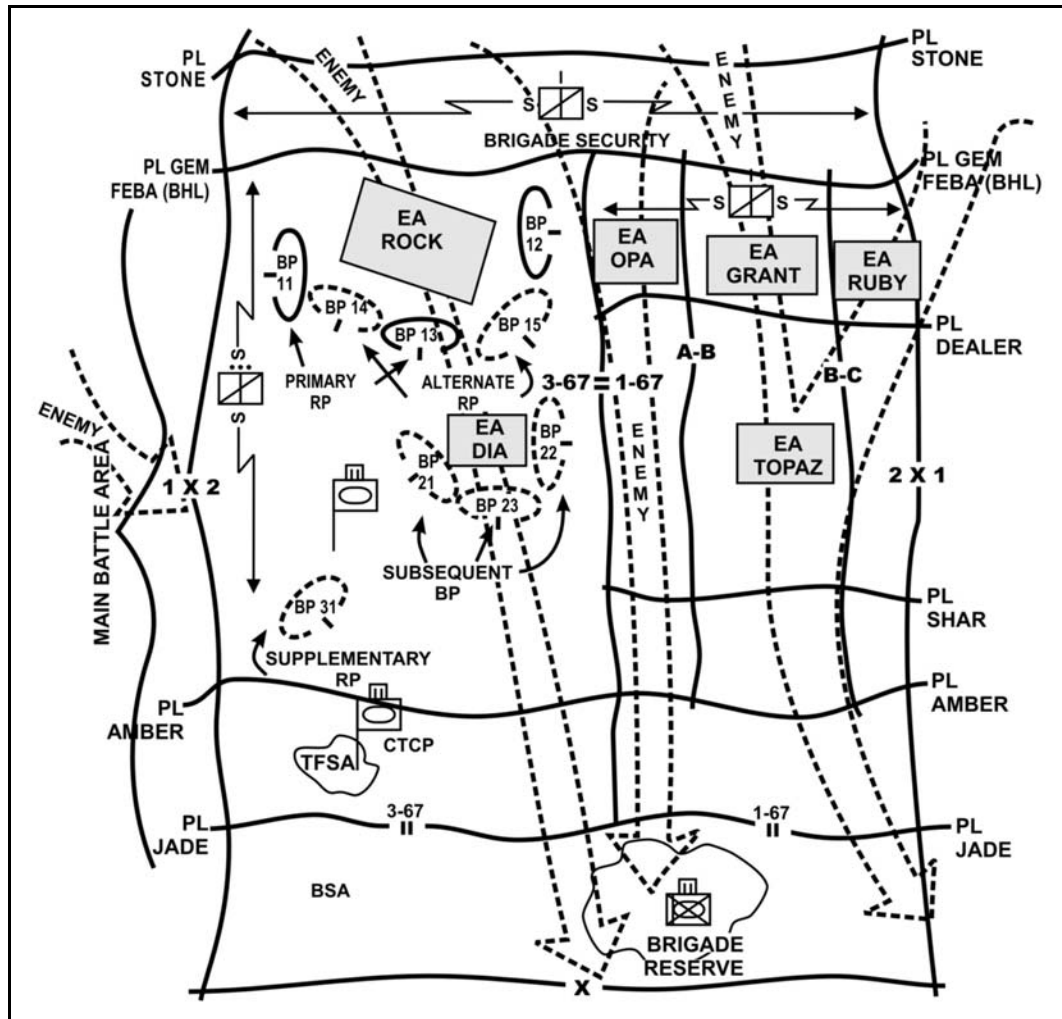 PL
STONE
ENEMY
ENEMY
PL
STONE
S
S
BRIGADE SECURITY
PL GEM
FEBA (BHL)
PL GEM
FEBA (BHL)
S
S
EA
ROCK
BP
12
EA
OPA
EA
GRANT
EA
RUBY
BP
11
BP 14
BP 13
BP 15
PL
DEALER
S
S
PRIMARY
RP
ALTERNATE
RP
3-67 = 1-67
A-B
B-C
ENEMY
MAIN BATTLE AREA
1 X 2
EA
DIA
BP
22
BP
21
BP 23
ENEMY
EA
TOPAZ
2 X 1
SUBSEQUENT
BP
BP 31
PL
SHAR
SUPPLEMENTARY
RP
PL
AMBER
PL
AMBER
CTCP
TFSA
PL
JADE
3-67
II
1-67
II
PL
JADE
BSA
BRIGADE
RESERVE
X